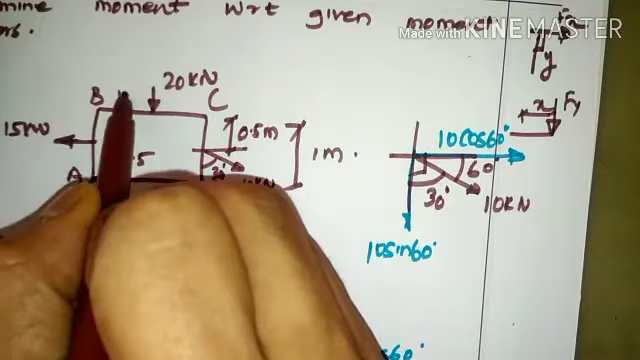 mine moment wrt given moment
Made with KINEMASTER
20KN
B
C
15KN
0.5m
1m.
A
.5
30°
Fy
x
Fy
10cos60°
60°
30°
10KN
10sin60°
60°